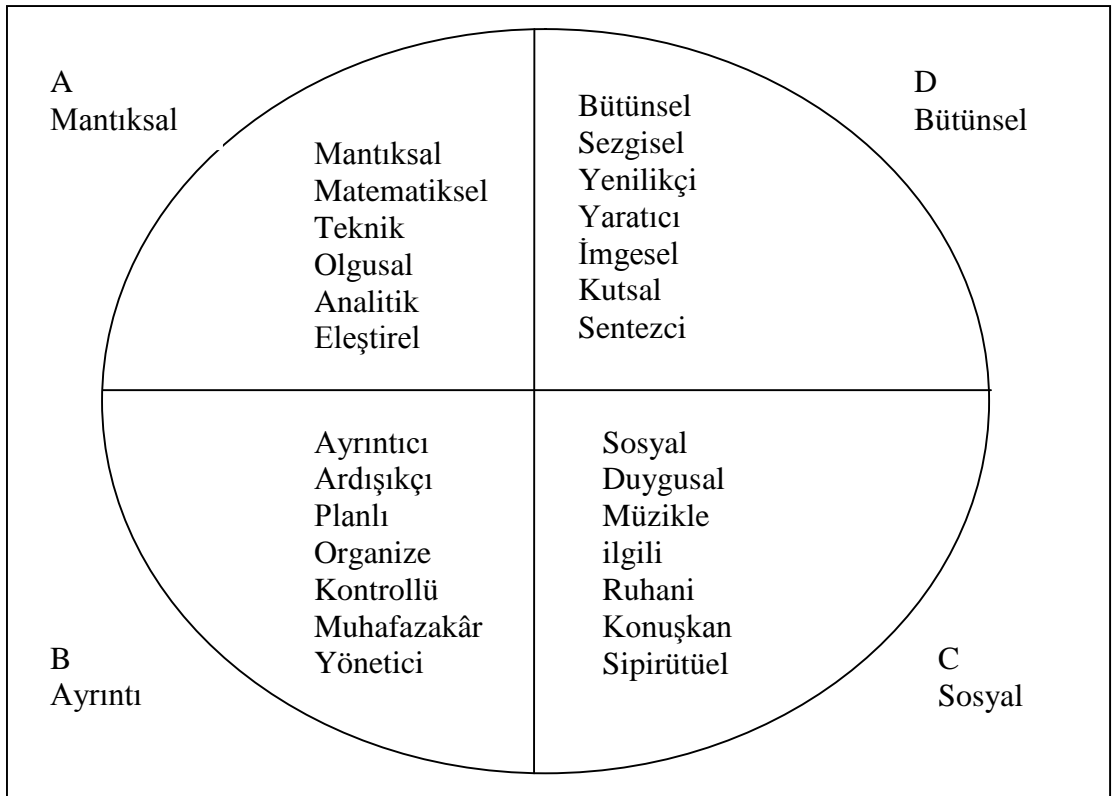 A
Mantıksal
Mantıksal
Matematiksel
Teknik
Olgusal
Analitik
Eleştirel
D
Bütünsel
Bütünsel
Sezgisel
Yenilikçi
Yaratıcı
İmgesel
Kutsal
Sentezci
B
Ayrıntı
Ayrıntıcı
Ardışıkçı
Planlı
Organize
Kontrollü
Muhafazakâr
Yönetici
Sosyal
Duygusal
Müzikle
ilgili
Ruhani
Konuşkan
Sipirütüel
C
Sosyal